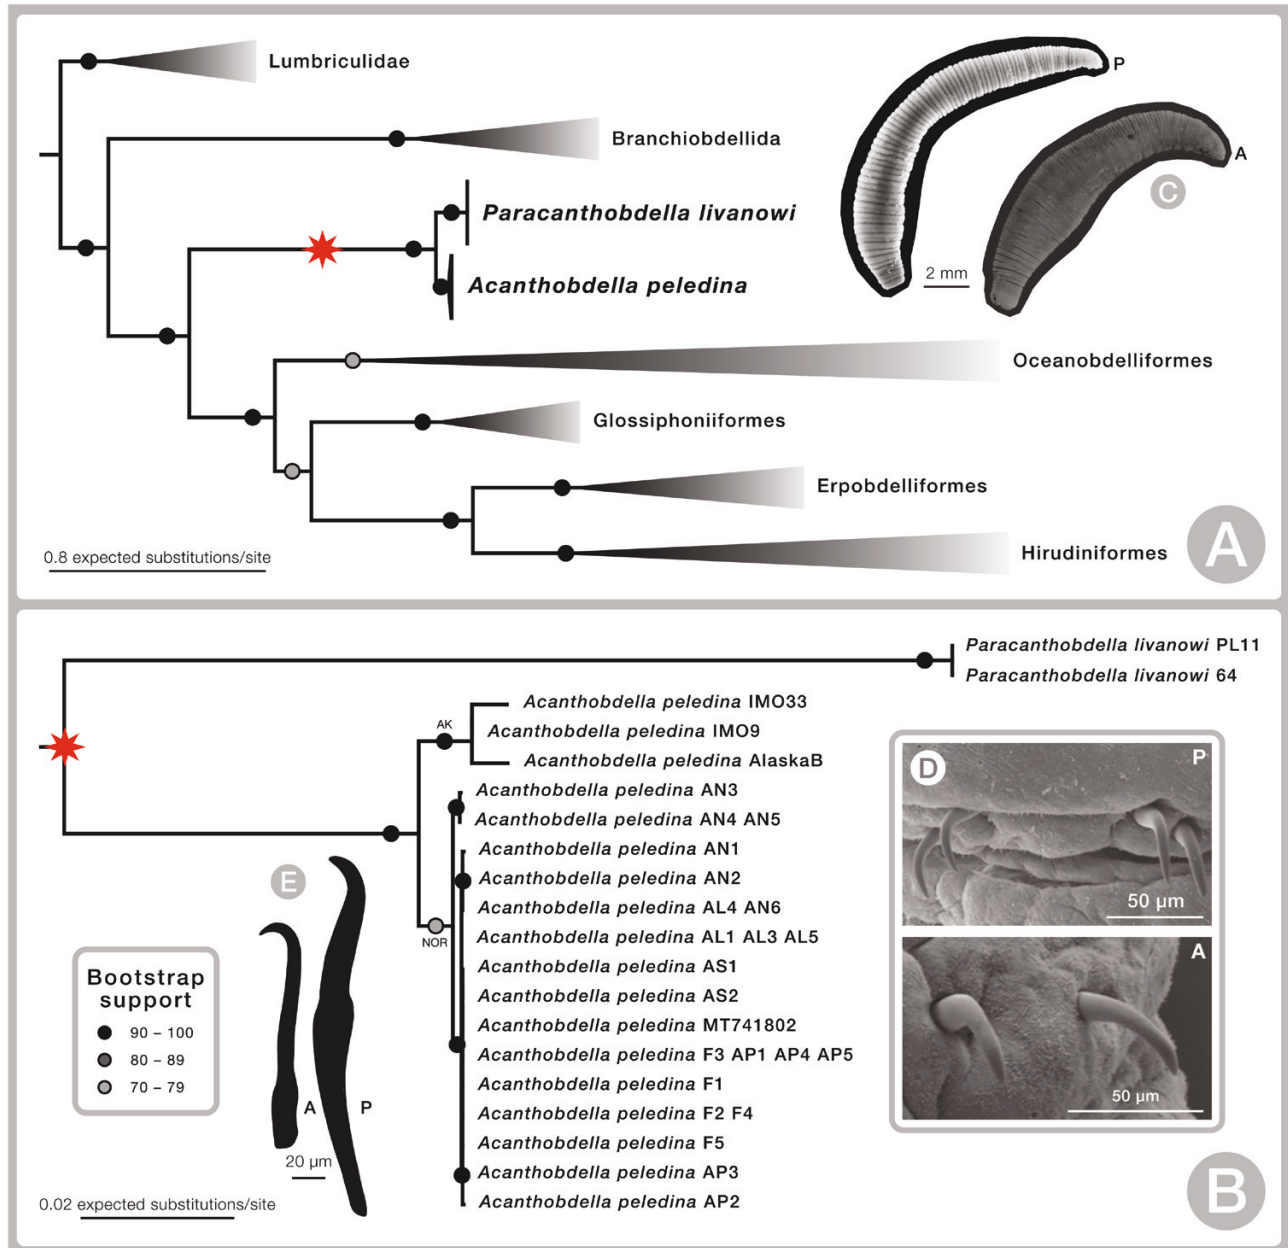 Lumbriculidae
P
Branchiobdellida
A
C
Paracanthobdella livanowi
2 mm
Acanthobdella peledina
Oceanobdelliformes
Glossiphoniiformes
Erpobdelliformes
0.8 expected substitutions/site
Hirudiniformes
A
Paracanthobdella livanowi PL11
Paracanthobdella livanowi 64
Acanthobdella peledina IMO33
AK
Acanthobdella peledina IMO9
Acanthobdella peledina AlaskaB
Acanthobdella peledina AN3
Acanthobdella peledina AN4 AN5
Acanthobdella peledina AN1
Acanthobdella peledina AN2
Acanthobdella peledina AL4 AN6
Acanthobdella peledina AL1 AL3 AL5
NOR
Acanthobdella peledina AS1
Acanthobdella peledina AS2
Acanthobdella peledina MT741802
Acanthobdella peledina F3 AP1 AP4 AP5
Acanthobdella peledina F1
Acanthobdella peledina F2 F4
Acanthobdella peledina F5
Acanthobdella peledina AP3
Acanthobdella peledina AP2
D
P
50 µm
A
50 µm
E
A
P
20 µm
Bootstrap
support
90 – 100
80 – 89
70 – 79
0.02 expected substitutions/site
B